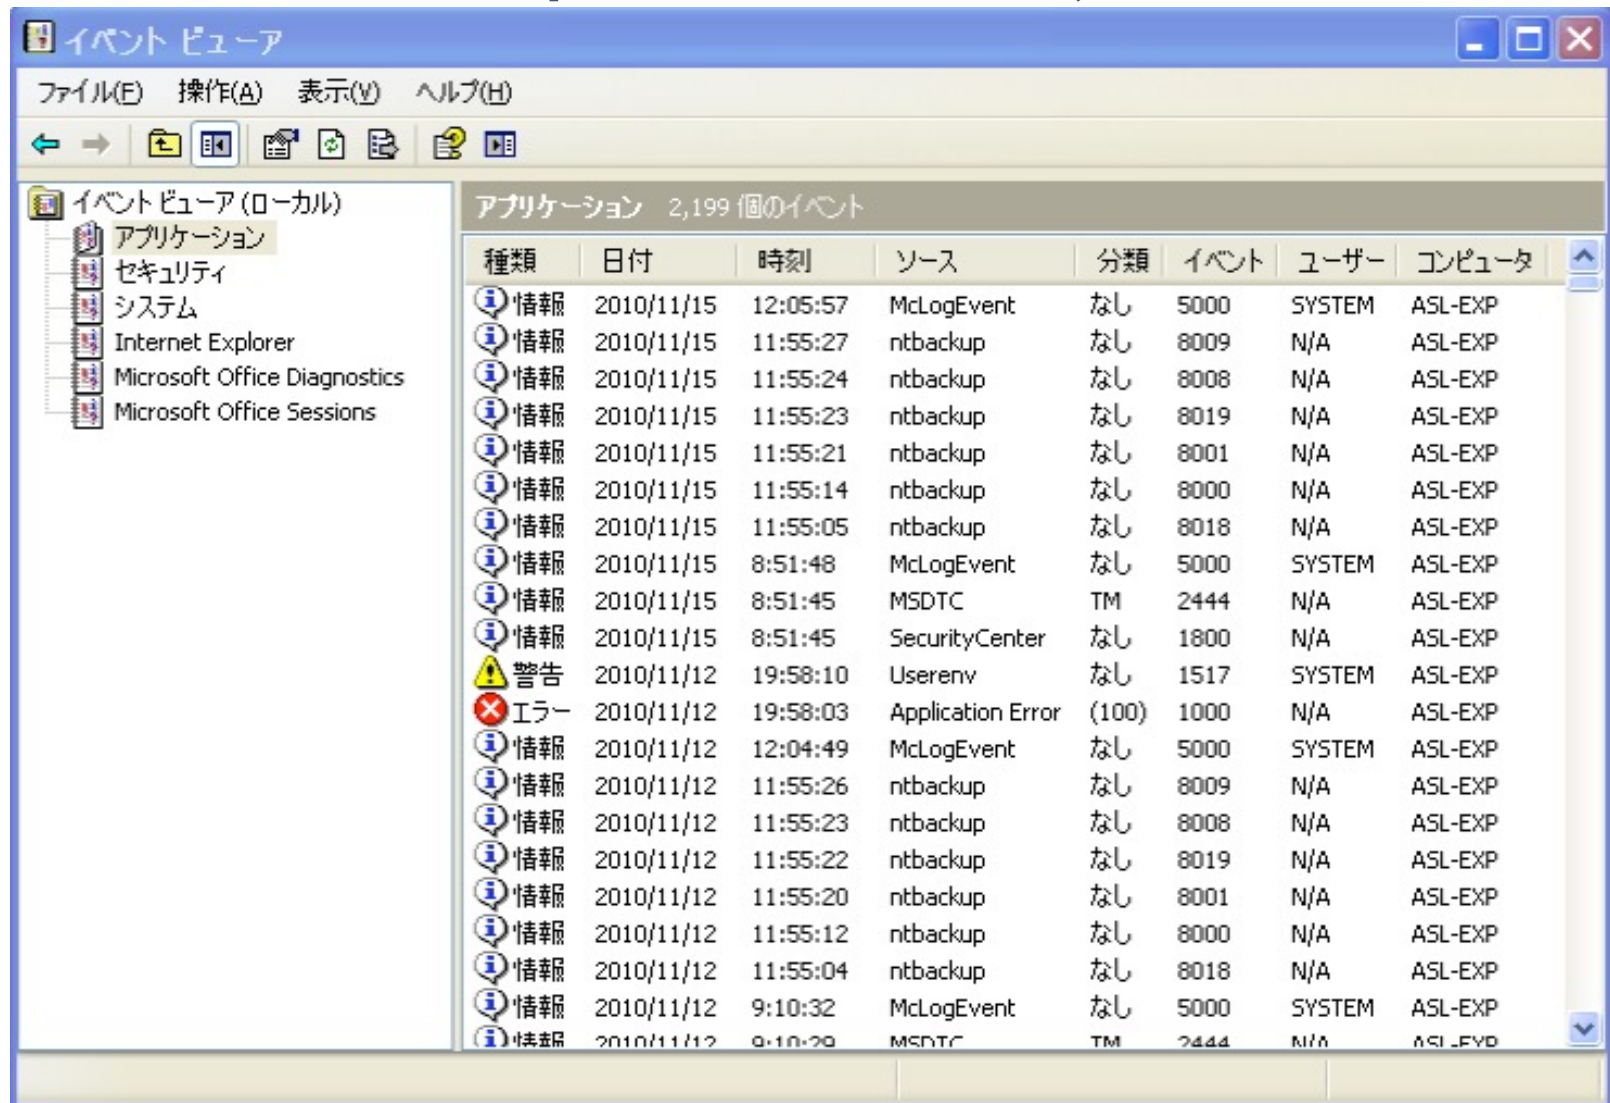 イベント ビューア
ファイル(F) 操作(A) 表示(V) ヘルプ(H)
イベント ビューア (ローカル)
アプリケーション
セキュリティ
システム
Internet Explorer
Microsoft Office Diagnostics
Microsoft Office Sessions
アプリケーション 2,199 個のイベント
種類 日付 時刻 ソース 分類 イベント ユーザー コンピュータ
情報 2010/11/15 12:05:57 McLogEvent なし 5000 SYSTEM ASL-EXP
情報 2010/11/15 11:55:27 ntbackup なし 8009 N/A ASL-EXP
情報 2010/11/15 11:55:24 ntbackup なし 8008 N/A ASL-EXP
情報 2010/11/15 11:55:23 ntbackup なし 8019 N/A ASL-EXP
情報 2010/11/15 11:55:21 ntbackup なし 8001 N/A ASL-EXP
情報 2010/11/15 11:55:14 ntbackup なし 8000 N/A ASL-EXP
情報 2010/11/15 11:55:05 ntbackup なし 8018 N/A ASL-EXP
情報 2010/11/15 8:51:48 McLogEvent なし 5000 SYSTEM ASL-EXP
情報 2010/11/15 8:51:45 MSDTC TM 2444 N/A ASL-EXP
情報 2010/11/15 8:51:45 SecurityCenter なし 1800 N/A ASL-EXP
警告 2010/11/12 19:58:10 Userenv なし 1517 SYSTEM ASL-EXP
エラー 2010/11/12 19:58:03 Application Error (100) 1000 N/A ASL-EXP
情報 2010/11/12 12:04:49 McLogEvent なし 5000 SYSTEM ASL-EXP
情報 2010/11/12 11:55:26 ntbackup なし 8009 N/A ASL-EXP
情報 2010/11/12 11:55:23 ntbackup なし 8008 N/A ASL-EXP
情報 2010/11/12 11:55:22 ntbackup なし 8019 N/A ASL-EXP
情報 2010/11/12 11:55:20 ntbackup なし 8001 N/A ASL-EXP
情報 2010/11/12 11:55:12 ntbackup なし 8000 N/A ASL-EXP
情報 2010/11/12 11:55:04 ntbackup なし 8018 N/A ASL-EXP
情報 2010/11/12 9:10:32 McLogEvent なし 5000 SYSTEM ASL-EXP
情報 2010/11/12 9:10:29 MSDTC TM 2444 N/A ASL-EXP